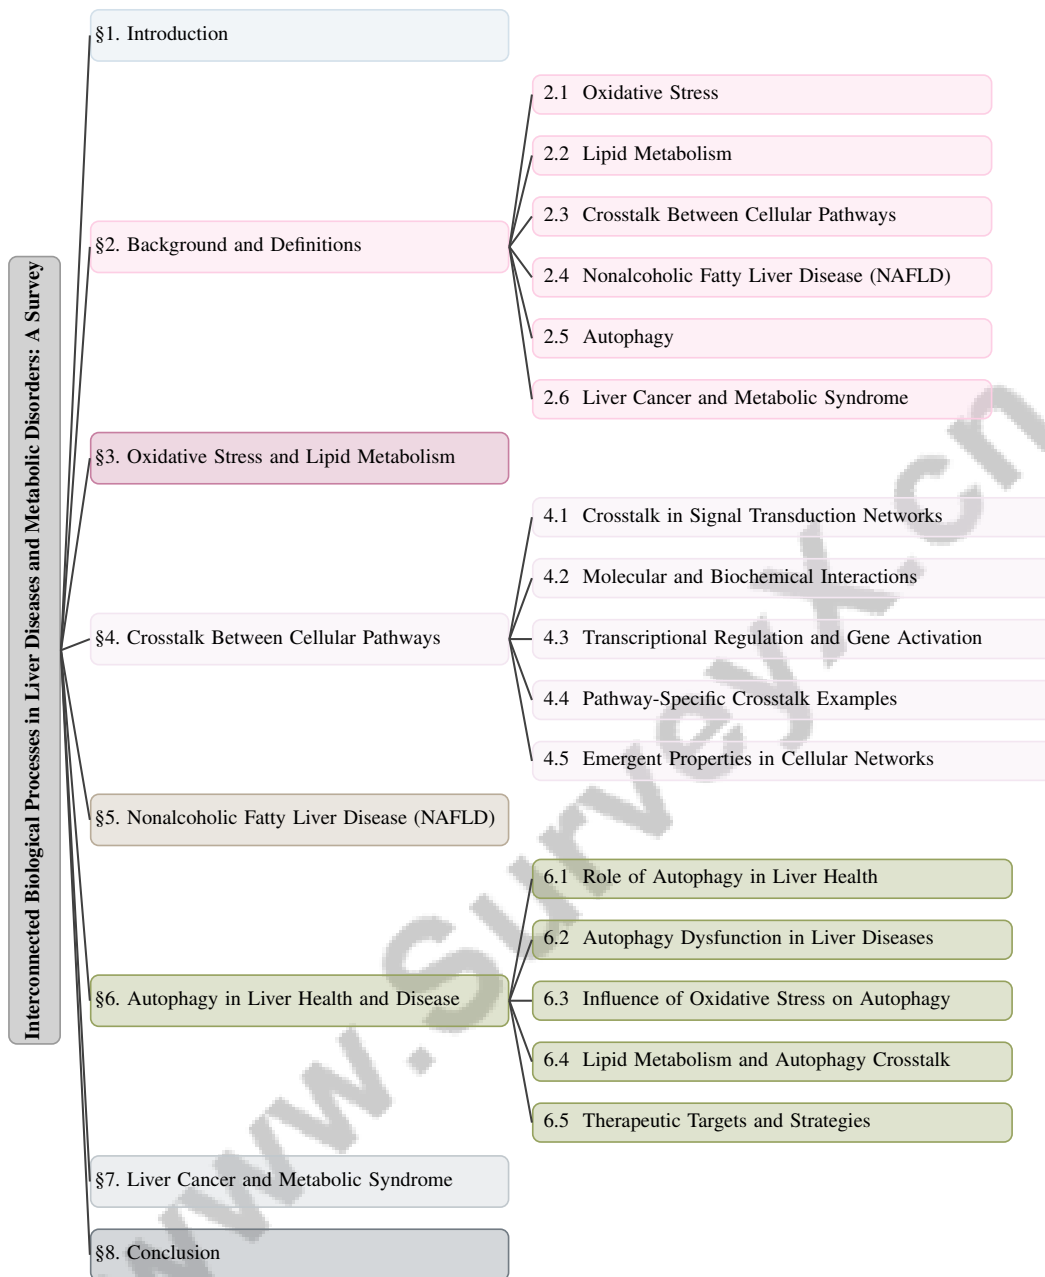 Interconnected Biological Processes in Liver Diseases and Metabolic Disorders: A Survey
§1. Introduction
§2. Background and Definitions
2.1 Oxidative Stress
2.2 Lipid Metabolism
2.3 Crosstalk Between Cellular Pathways
2.4 Nonalcoholic Fatty Liver Disease (NAFLD)
2.5 Autophagy
2.6 Liver Cancer and Metabolic Syndrome
§3. Oxidative Stress and Lipid Metabolism
§4. Crosstalk Between Cellular Pathways
4.1 Crosstalk in Signal Transduction Networks
4.2 Molecular and Biochemical Interactions
4.3 Transcriptional Regulation and Gene Activation
4.4 Pathway-Specific Crosstalk Examples
4.5 Emergent Properties in Cellular Networks
§5. Nonalcoholic Fatty Liver Disease (NAFLD)
§6. Autophagy in Liver Health and Disease
6.1 Role of Autophagy in Liver Health
6.2 Autophagy Dysfunction in Liver Diseases
6.3 Influence of Oxidative Stress on Autophagy
6.4 Lipid Metabolism and Autophagy Crosstalk
6.5 Therapeutic Targets and Strategies
§7. Liver Cancer and Metabolic Syndrome
§8. Conclusion
www.SurveyX.cn